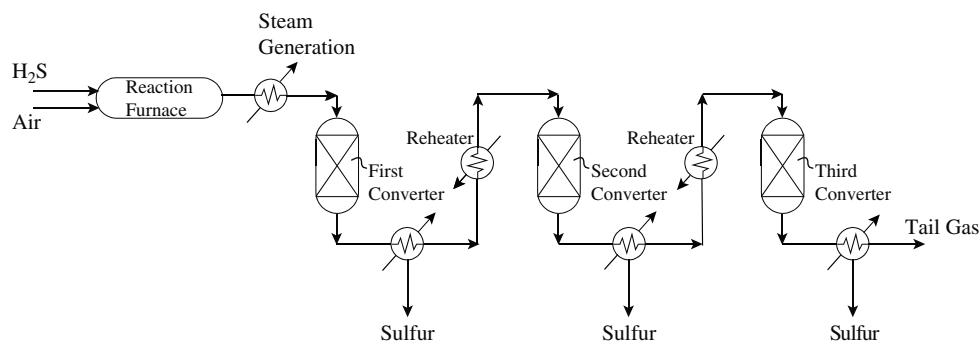 Steam
Generation
H₂S
Air
Reaction
Furnace
Reheater
Reheater
First
Converter
Second
Converter
Third
Converter
Tail Gas
Sulfur
Sulfur
Sulfur